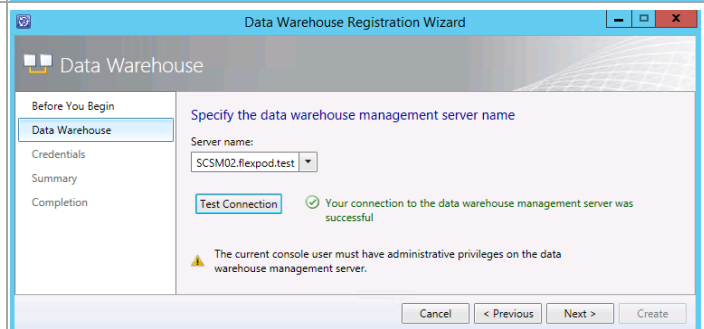 Data Warehouse Registration Wizard
Data Warehouse
Before You Begin
Data Warehouse
Credentials
Summary
Completion
Specify the data warehouse management server name
Server name:
SCSM02.flexpod.test
Test Connection
Your connection to the data warehouse management server was
successful
The current console user must have administrative privileges on the data
warehouse management server.
Cancel
< Previous
Next >
Create